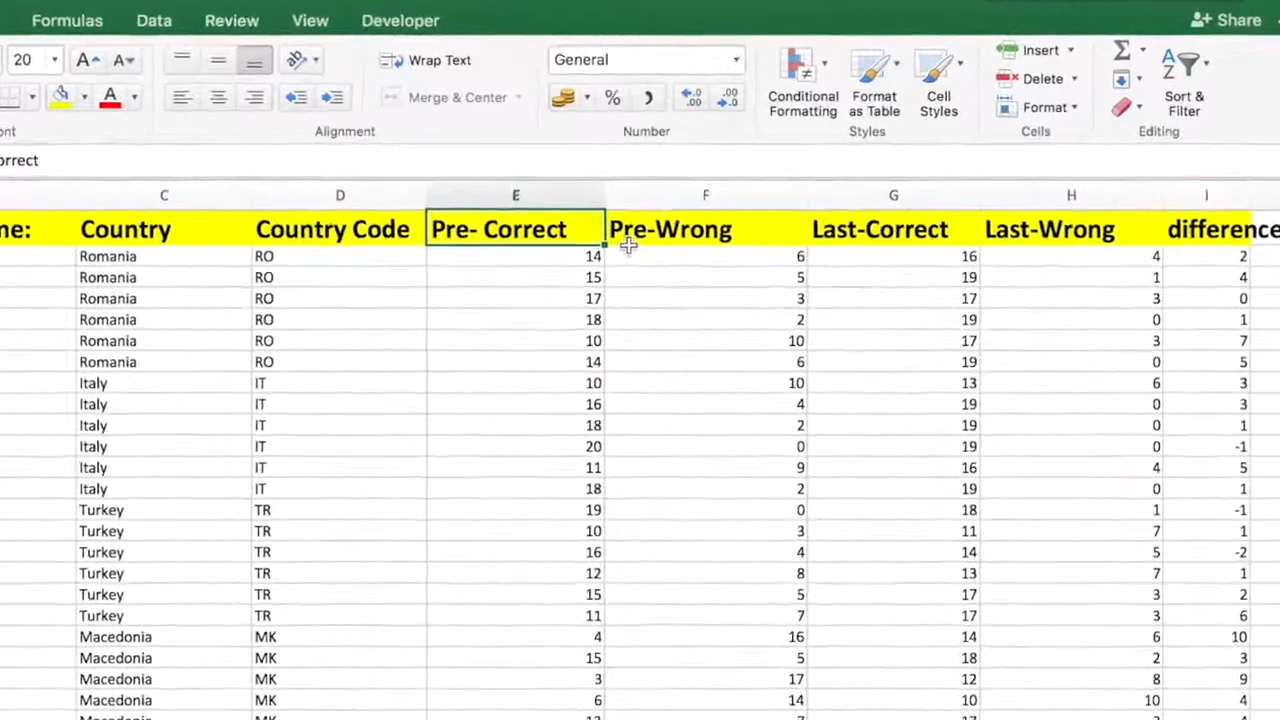 Formulas Data Review View Developer Share
20 A A Wrap Text General Insert
Conditional Formatting Format as Table Cell Styles Delete Sort & Filter
A Merge & Center % Format
Alignment Number Styles Cells Editing
orrect
C D E F G H I
me: Country Country Code Pre- Correct Pre-Wrong Last-Correct Last-Wrong difference
Romania RO 14 6 16 4 2
Romania RO 15 5 19 1 4
Romania RO 17 3 17 3 0
Romania RO 18 2 19 0 1
Romania RO 10 10 17 3 7
Romania RO 14 6 19 0 5
Italy IT 10 10 13 6 3
Italy IT 16 4 19 0 3
Italy IT 18 2 19 0 1
Italy IT 20 0 19 0 -1
Italy IT 11 9 16 4 5
Italy IT 18 2 19 0 1
Turkey TR 19 0 18 1 -1
Turkey TR 10 3 11 7 1
Turkey TR 16 4 14 5 -2
Turkey TR 12 8 13 7 1
Turkey TR 15 5 17 3 2
Turkey TR 11 7 17 3 6
Macedonia MK 4 16 14 6 10
Macedonia MK 15 5 18 2 3
Macedonia MK 3 17 12 8 9
Macedonia MK 6 14 10 10 4